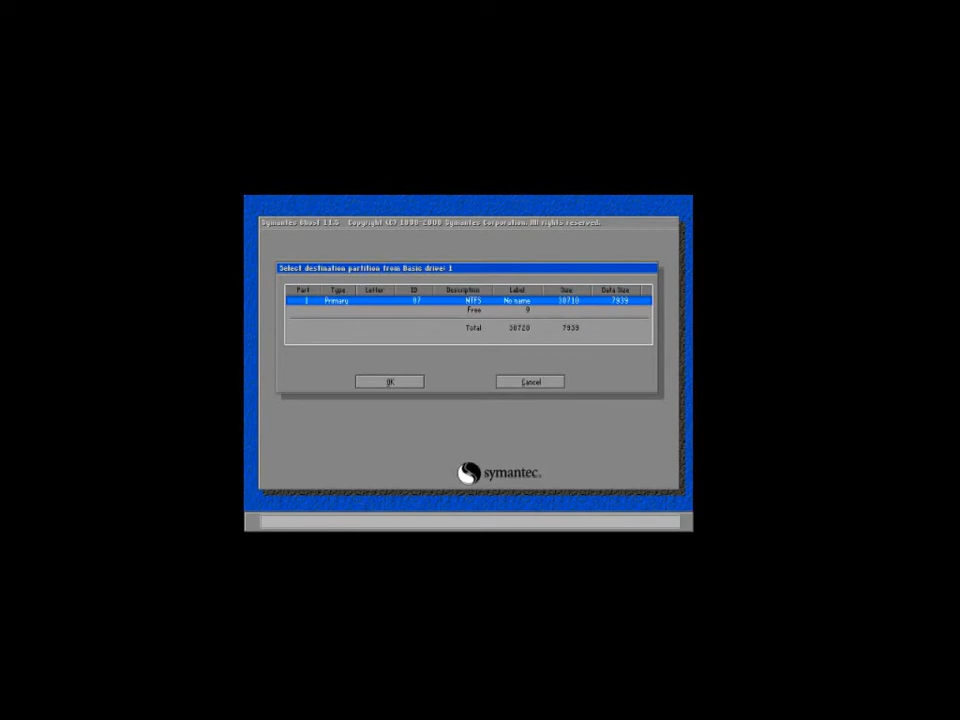 Symantec Ghost 11.5 Copyright (C) 1998-2008 Symantec Corporation. All rights reserved.
Select destination partition from Basic drive: 1
Part Type Letter ID Description Label Size Data Size
1 Primary 07 NTFS No name 30718 7939
Free 9
Total 30728 7939
OK Cancel
symantec.